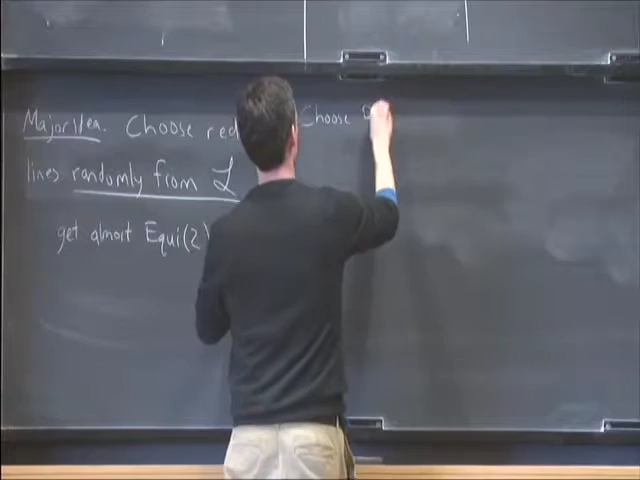 Major Idea. Choose red
lines randomly from L
get almost Equi(2)
Choose